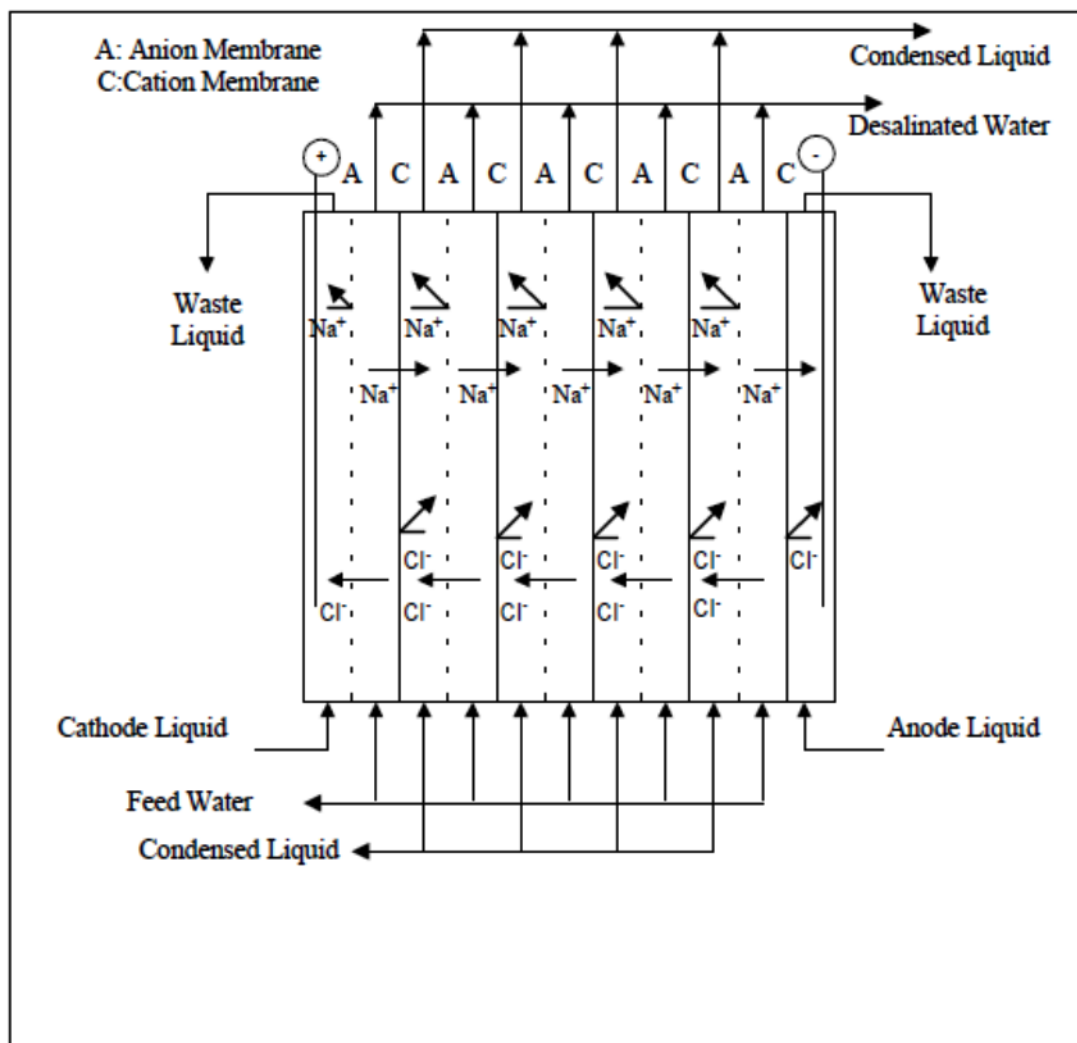 A: Anion Membrane
C:Cation Membrane
Condensed Liquid
Desalinated Water
+
A C A C A C A C A C
-
Waste
Liquid
Waste
Liquid
Na⁺ Na⁺ Na⁺ Na⁺ Na⁺
Na⁺ Na⁺ Na⁺ Na⁺ Na⁺
Cl⁻ Cl⁻ Cl⁻ Cl⁻ Cl⁻
Cl⁻ Cl⁻ Cl⁻ Cl⁻ Cl⁻
Cathode Liquid
Anode Liquid
Feed Water
Condensed Liquid